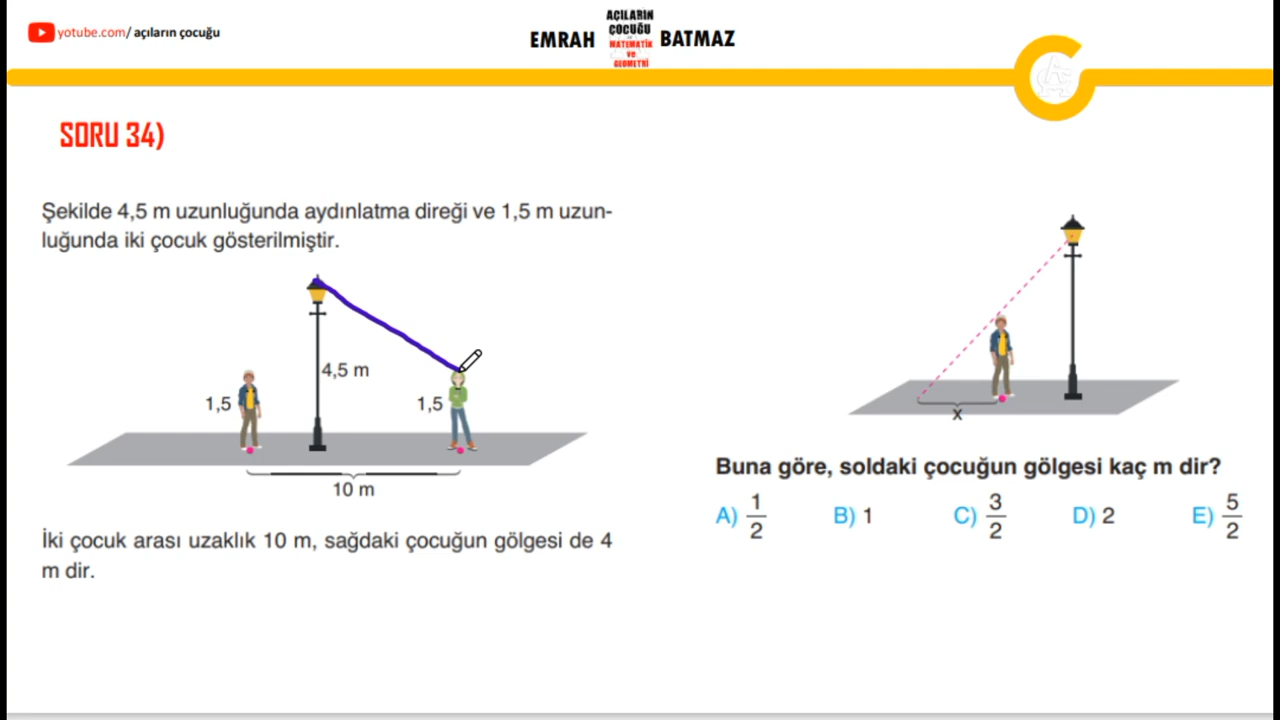 yotube.com/ açıların çocuğu
EMRAH
AÇILARIN
ÇOCUĞU
MATEMATİK
ve
GEOMETRİ
BATMAZ
SORU 34)
Şekilde 4,5 m uzunluğunda aydınlatma direği ve 1,5 m uzun-
luğunda iki çocuk gösterilmiştir.
4,5 m
1,5
1,5
10 m
İki çocuk arası uzaklık 10 m, sağdaki çocuğun gölgesi de 4
m dir.
x
Buna göre, soldaki çocuğun gölgesi kaç m dir?
A) 1/2 B) 1 C) 3/2 D) 2 E) 5/2